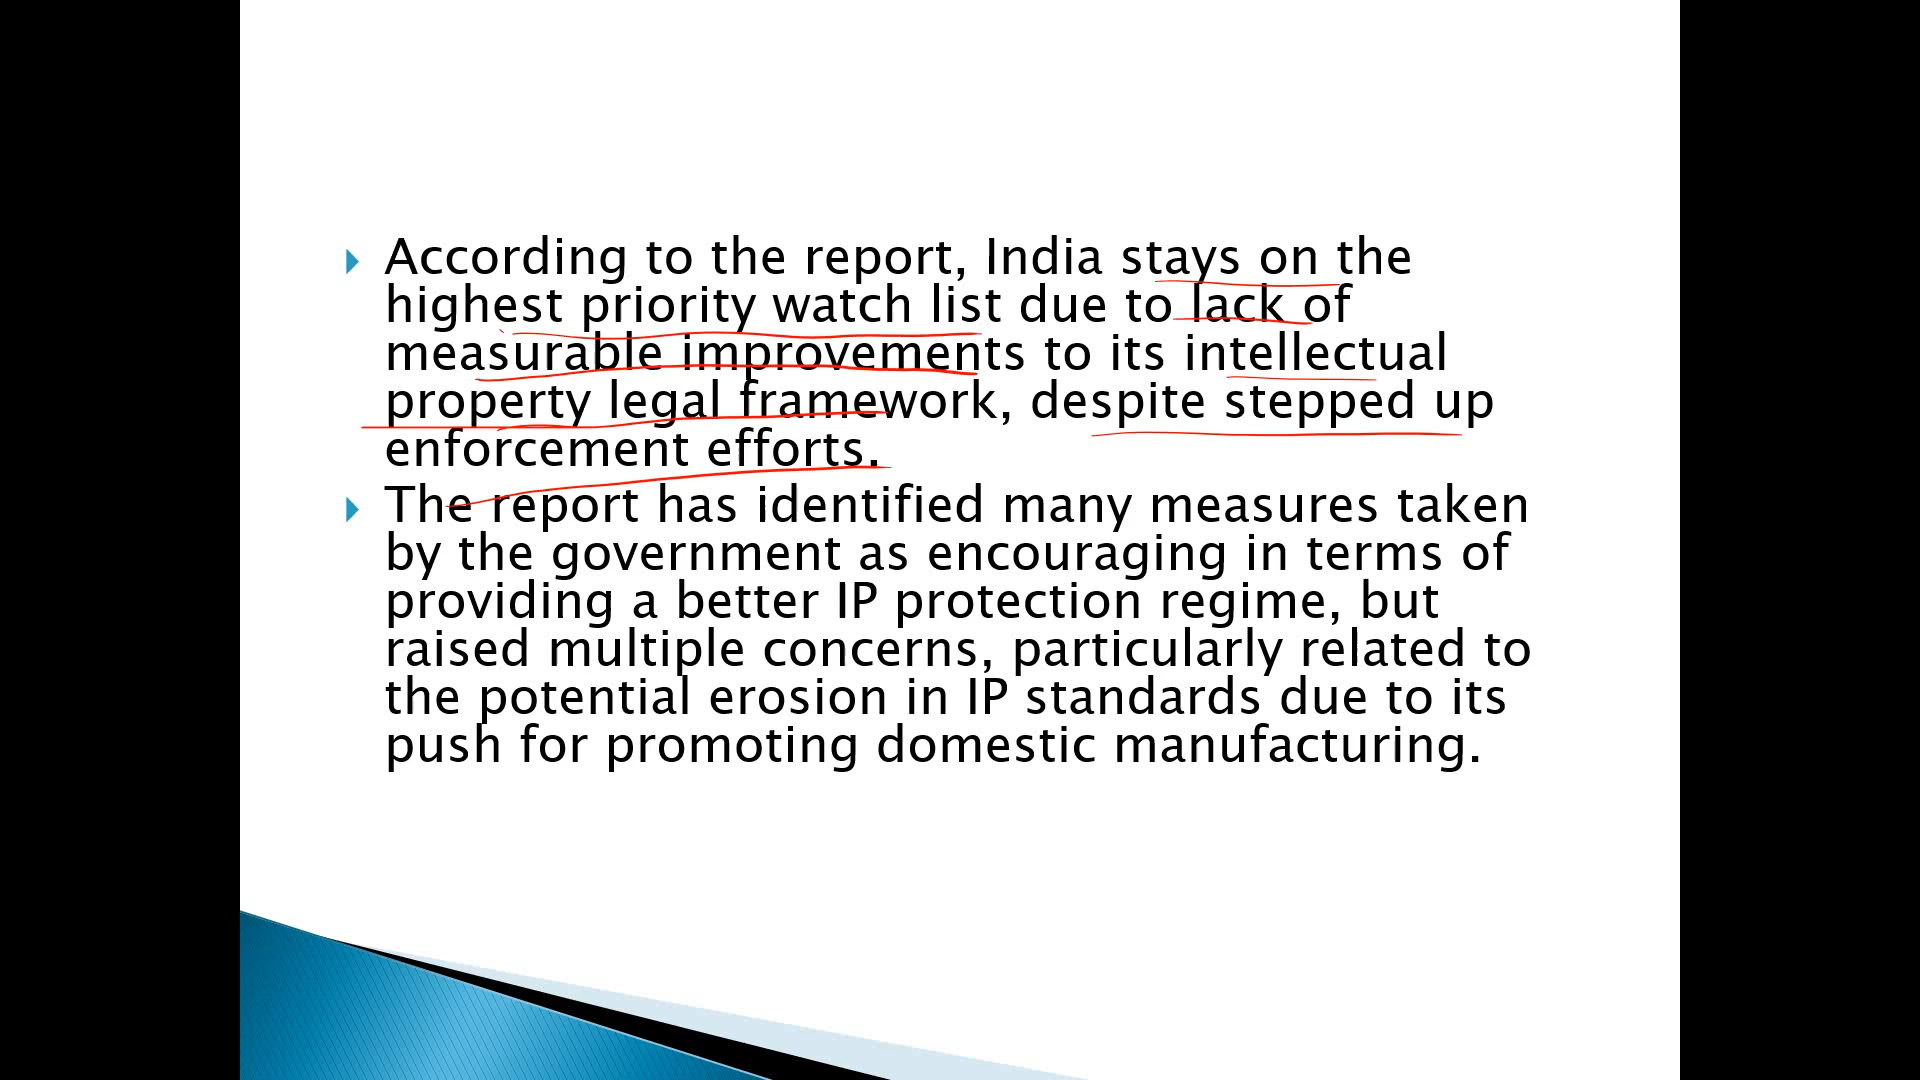 According to the report, India stays on the
highest priority watch list due to lack of
measurable improvements to its intellectual
property legal framework, despite stepped up
enforcement efforts.
The report has identified many measures taken
by the government as encouraging in terms of
providing a better IP protection regime, but
raised multiple concerns, particularly related to
the potential erosion in IP standards due to its
push for promoting domestic manufacturing.